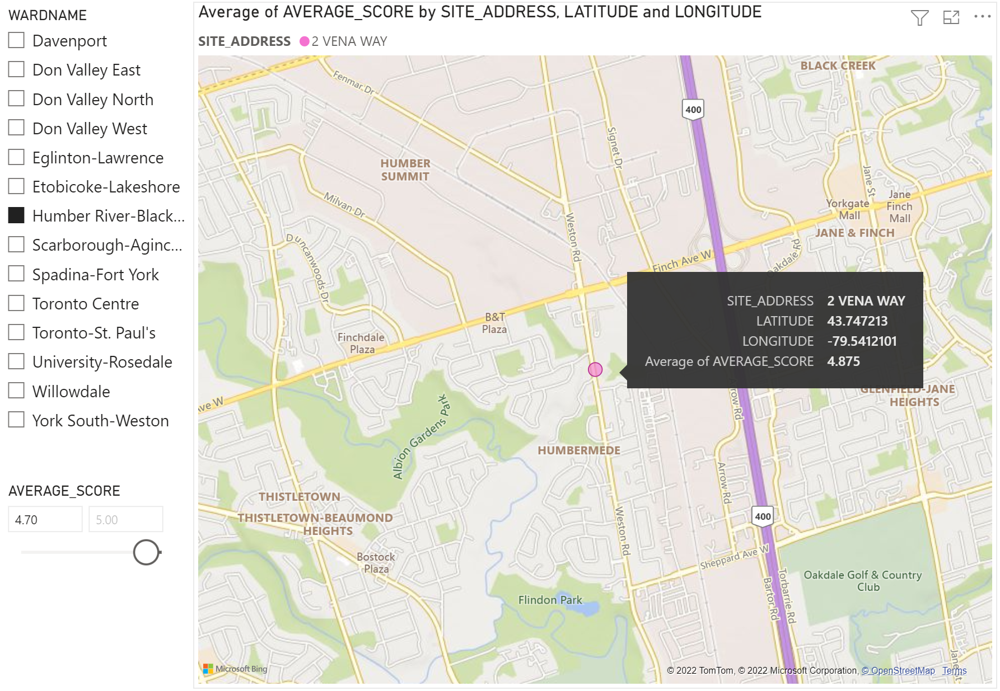 WARDNAME
Davenport
Don Valley East
Don Valley North
Don Valley West
Eglinton-Lawrence
Etobicoke-Lakeshore
Humber River-Black...
Scarborough-Aginc...
Spadina-Fort York
Toronto Centre
Toronto-St. Paul's
University-Rosedale
Willowdale
York South-Weston
AVERAGE_SCORE
4.70 5.00
Average of AVERAGE_SCORE by SITE_ADDRESS, LATITUDE and LONGITUDE
SITE_ADDRESS 2 VENA WAY
BLACK CREEK
Fenmar Dr
400
Signet Dr
HUMBER
SUMMIT
Jane St
Milvan Dr
Yorkgate
Mall
Jane
Finch
Mall
Weston Rd
JANE & FINCH
Duncanwoods Dr
Finch Ave W
Oakdale Rd
SITE_ADDRESS 2 VENA WAY
LATITUDE 43.747213
LONGITUDE -79.5412101
Average of AVERAGE_SCORE 4.875
B&T
Plaza
Finchdale
Plaza
GLENFIELD-JANE
HEIGHTS
Ave W
rrow Rd
Albion Gardens Park
HUMBERMEDE
Arrow Rd
THISTLETOWN
THISTLETOWN-BEAUMOND
HEIGHTS
Weston Rd
400
Bostock
Plaza
Sheppard Ave W
Oakdale Golf & Country
Club
Torbarrie Rd
Bartor Rd
Flindon Park
Jane St
Microsoft Bing
© 2022 TomTom, © 2022 Microsoft Corporation, © OpenStreetMap Terms